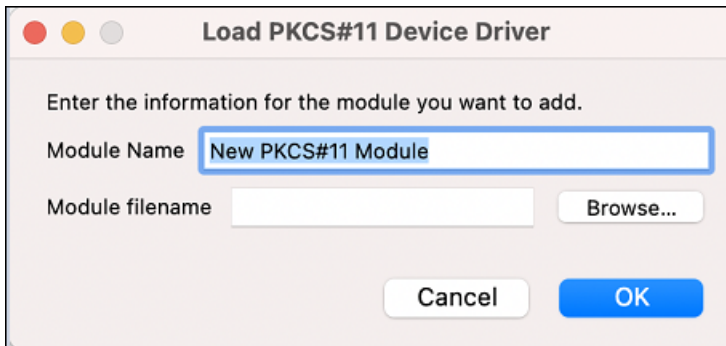 Load PKCS#11 Device Driver
Enter the information for the module you want to add.
Module Name New PKCS#11 Module
Module filename Browse...
Cancel OK